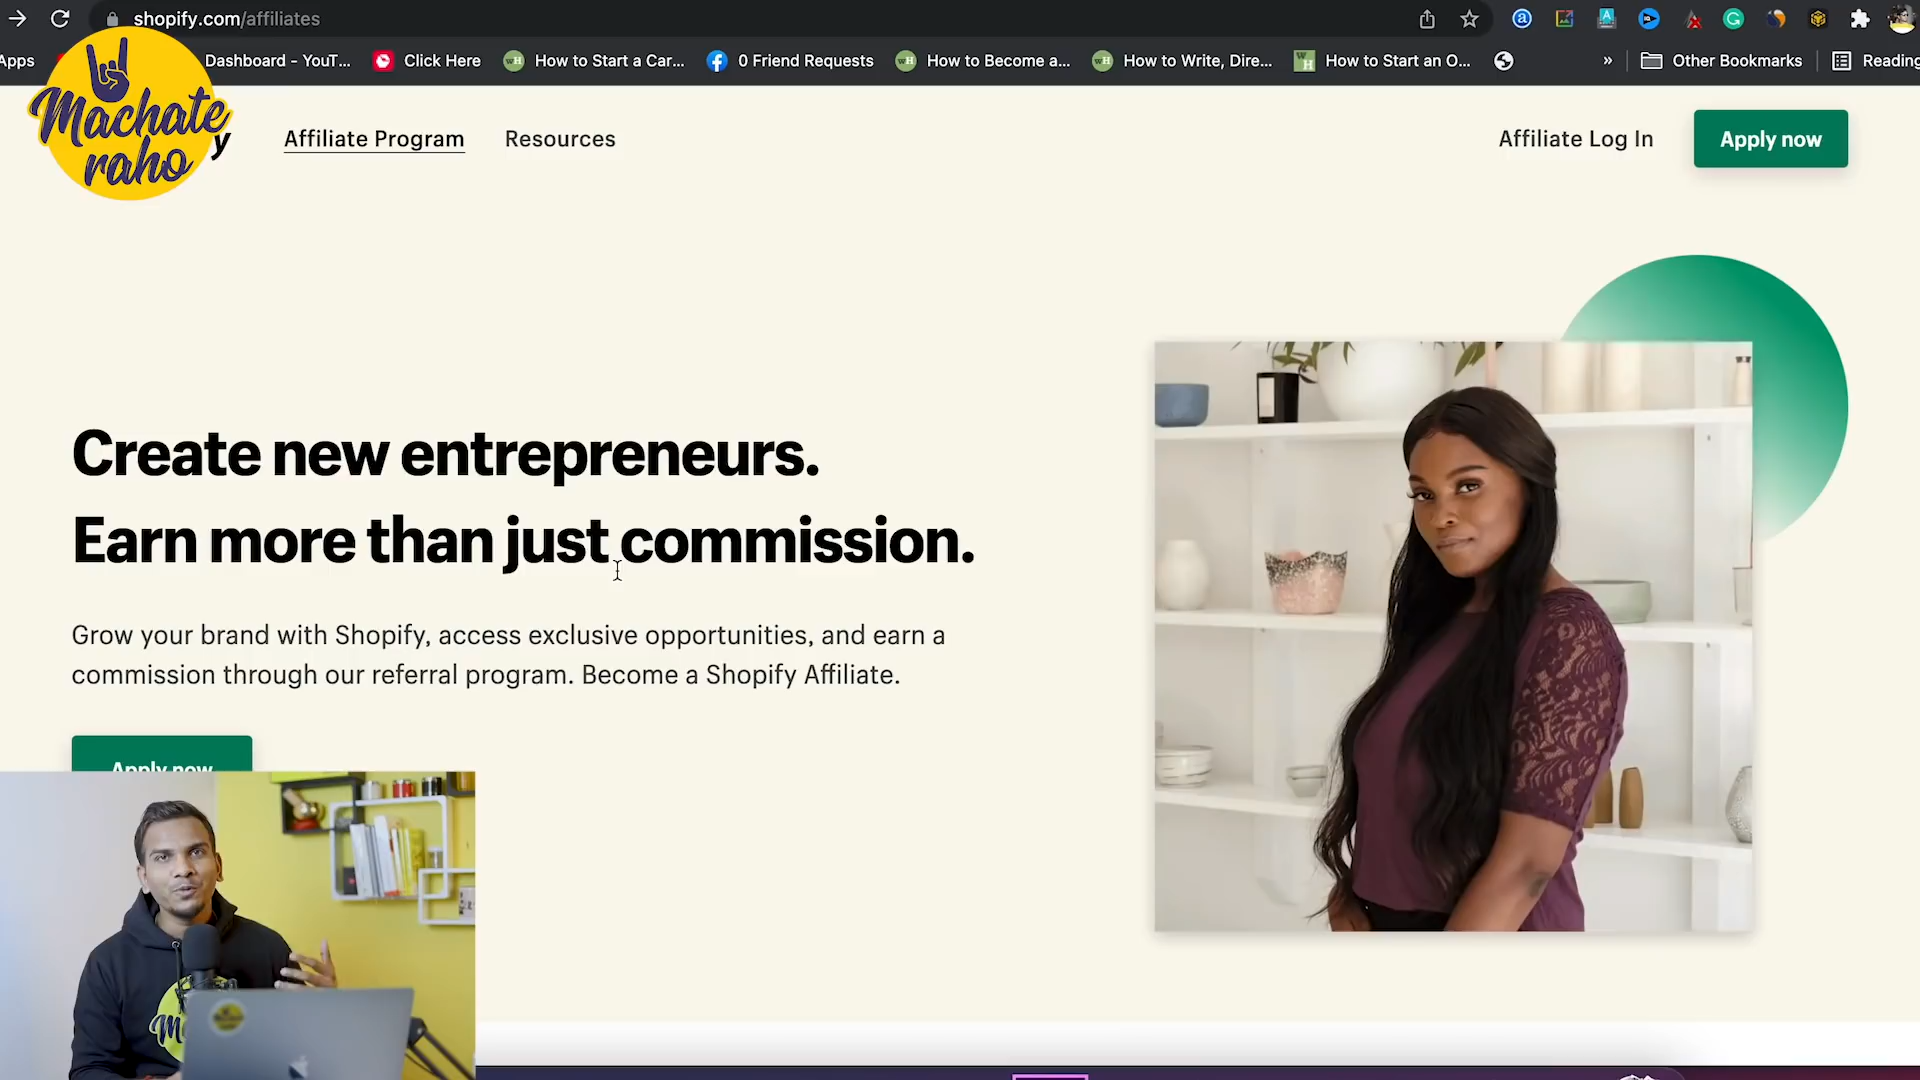 shopify.com/affiliates
Apps
Dashboard - YouT...
Click Here
How to Start a Car...
0 Friend Requests
How to Become a...
How to Write, Dire...
How to Start an O...
»
Other Bookmarks
Reading
Machate
raho
y
Affiliate Program
Resources
Affiliate Log In
Apply now
Create new entrepreneurs.
Earn more than just commission.
Grow your brand with Shopify, access exclusive opportunities, and earn a
commission through our referral program. Become a Shopify Affiliate.
Apply now